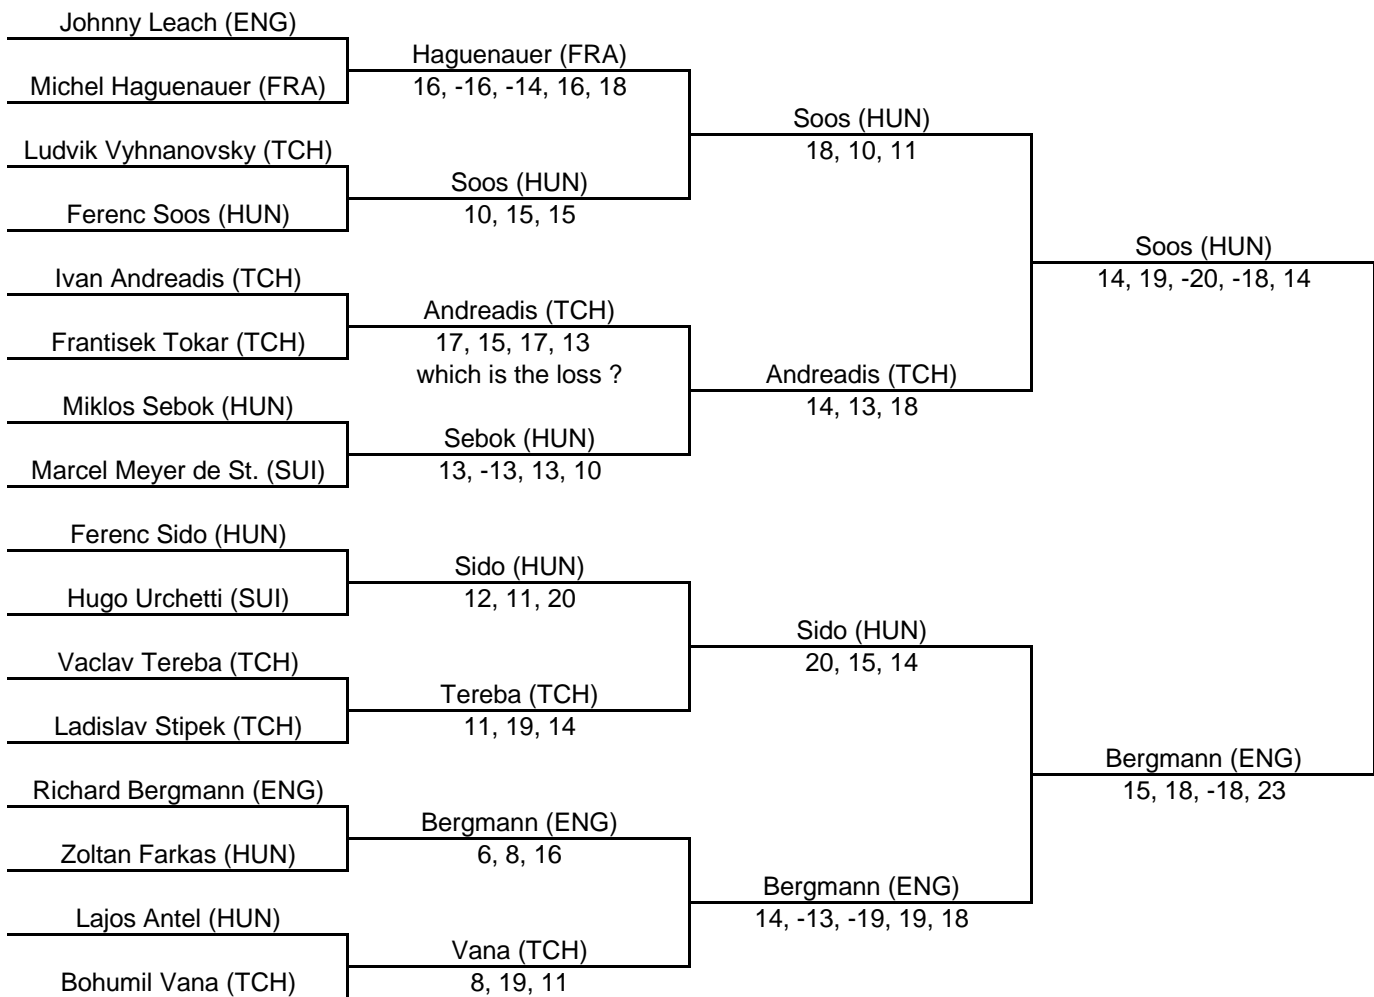 Johnny Leach (ENG)
Michel Haguenauer (FRA)
Ludvik Vyhnanovsky (TCH)
Ferenc Soos (HUN)
Ivan Andreadis (TCH)
Frantisek Tokar (TCH)
Miklos Sebok (HUN)
Marcel Meyer de St. (SUI)
Ferenc Sido (HUN)
Hugo Urchetti (SUI)
Vaclav Tereba (TCH)
Ladislav Stipek (TCH)
Richard Bergmann (ENG)
Zoltan Farkas (HUN)
Lajos Antel (HUN)
Bohumil Vana (TCH)
Haguenauer (FRA)
16, -16, -14, 16, 18
Soos (HUN)
10, 15, 15
Andreadis (TCH)
17, 15, 17, 13
which is the loss ?
Sebok (HUN)
13, -13, 13, 10
Sido (HUN)
12, 11, 20
Tereba (TCH)
11, 19, 14
Bergmann (ENG)
6, 8, 16
Vana (TCH)
8, 19, 11
Soos (HUN)
18, 10, 11
Andreadis (TCH)
14, 13, 18
Sido (HUN)
20, 15, 14
Bergmann (ENG)
14, -13, -19, 19, 18
Soos (HUN)
14, 19, -20, -18, 14
Bergmann (ENG)
15, 18, -18, 23